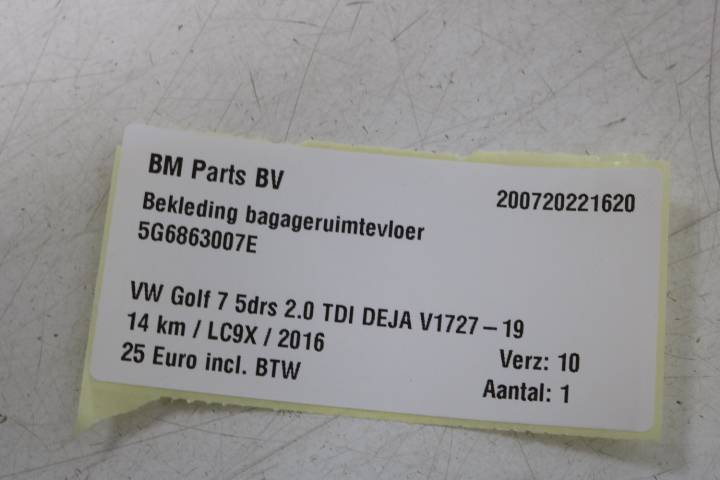 BM Parts BV
200720221620
Bekleding bagageruimtevloer
5G6863007E
VW Golf 7 5drs 2.0 TDI DEJA V1727-19
14 km / LC9X / 2016
Verz: 10
25 Euro incl. BTW
Aantal: 1